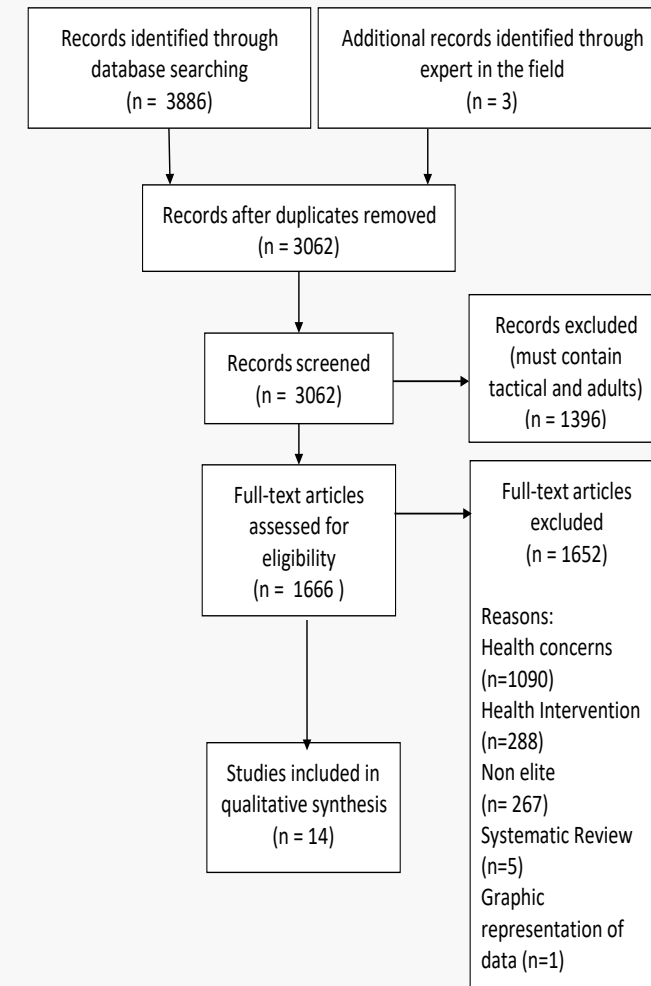 Records identified through
database searching
(n = 3886)
Additional records identified through
expert in the field
(n = 3)
Records after duplicates removed
(n = 3062)
Records screened
(n = 3062)
Records excluded
(must contain
tactical and adults)
(n = 1396)
Full-text articles
assessed for
eligibility
(n = 1666 )
Full-text articles
excluded
(n = 1652)
Reasons:
Health concerns
(n=1090)
Health Intervention
(n=288)
Non elite
(n= 267)
Systematic Review
(n=5)
Graphic
representation of
data (n=1)
Studies included in
qualitative synthesis
(n = 14)